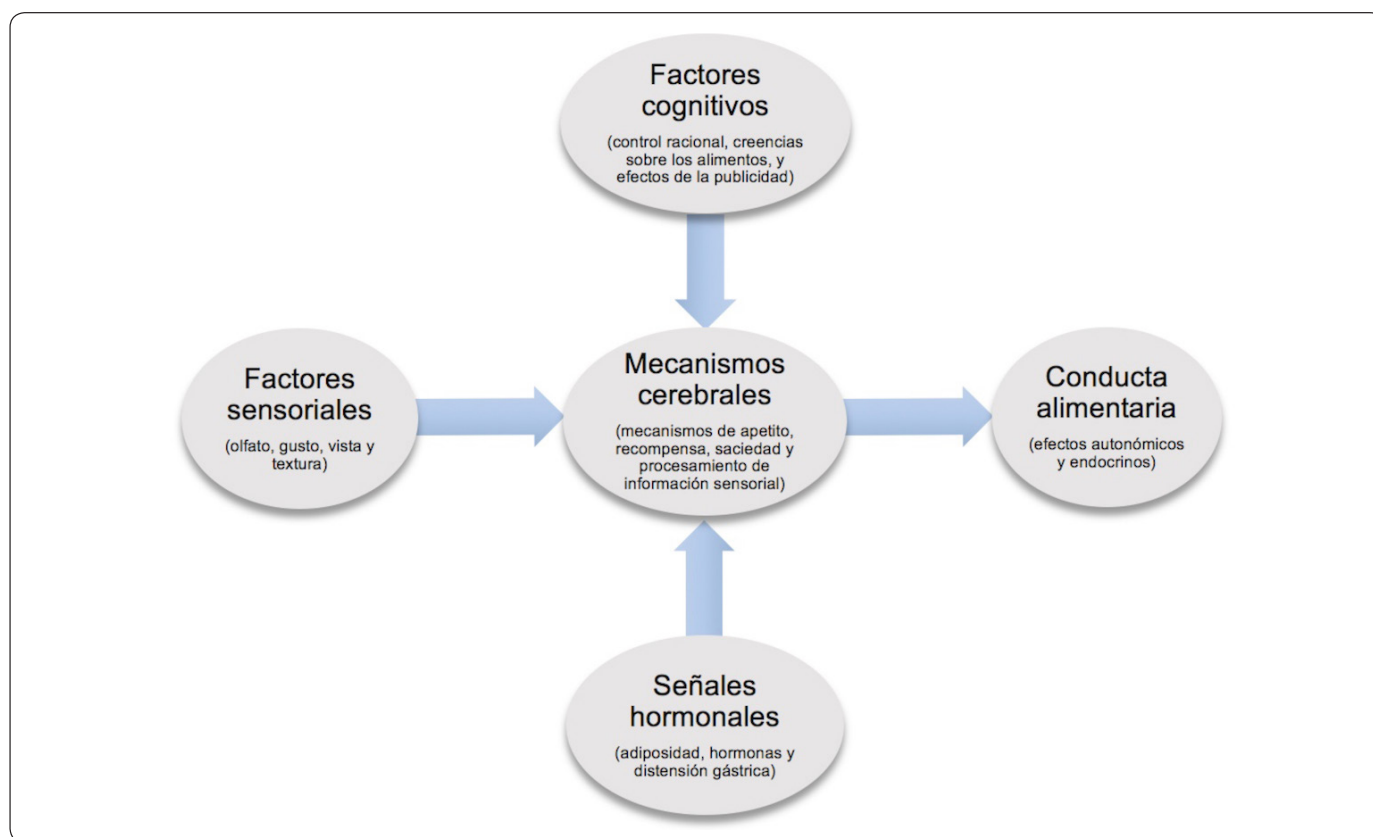 Factores
cognitivos
(control racional, creencias
sobre los alimentos, y
efectos de la publicidad)
Factores
sensoriales
(olfato, gusto, vista y
textura)
Mecanismos
cerebrales
(mecanismos de apetito,
recompensa, saciedad y
procesamiento de
información sensorial)
Conducta
alimentaria
(efectos autonómicos
y endocrinos)
Señales
hormonales
(adiposidad, hormonas y
distensión gástrica)